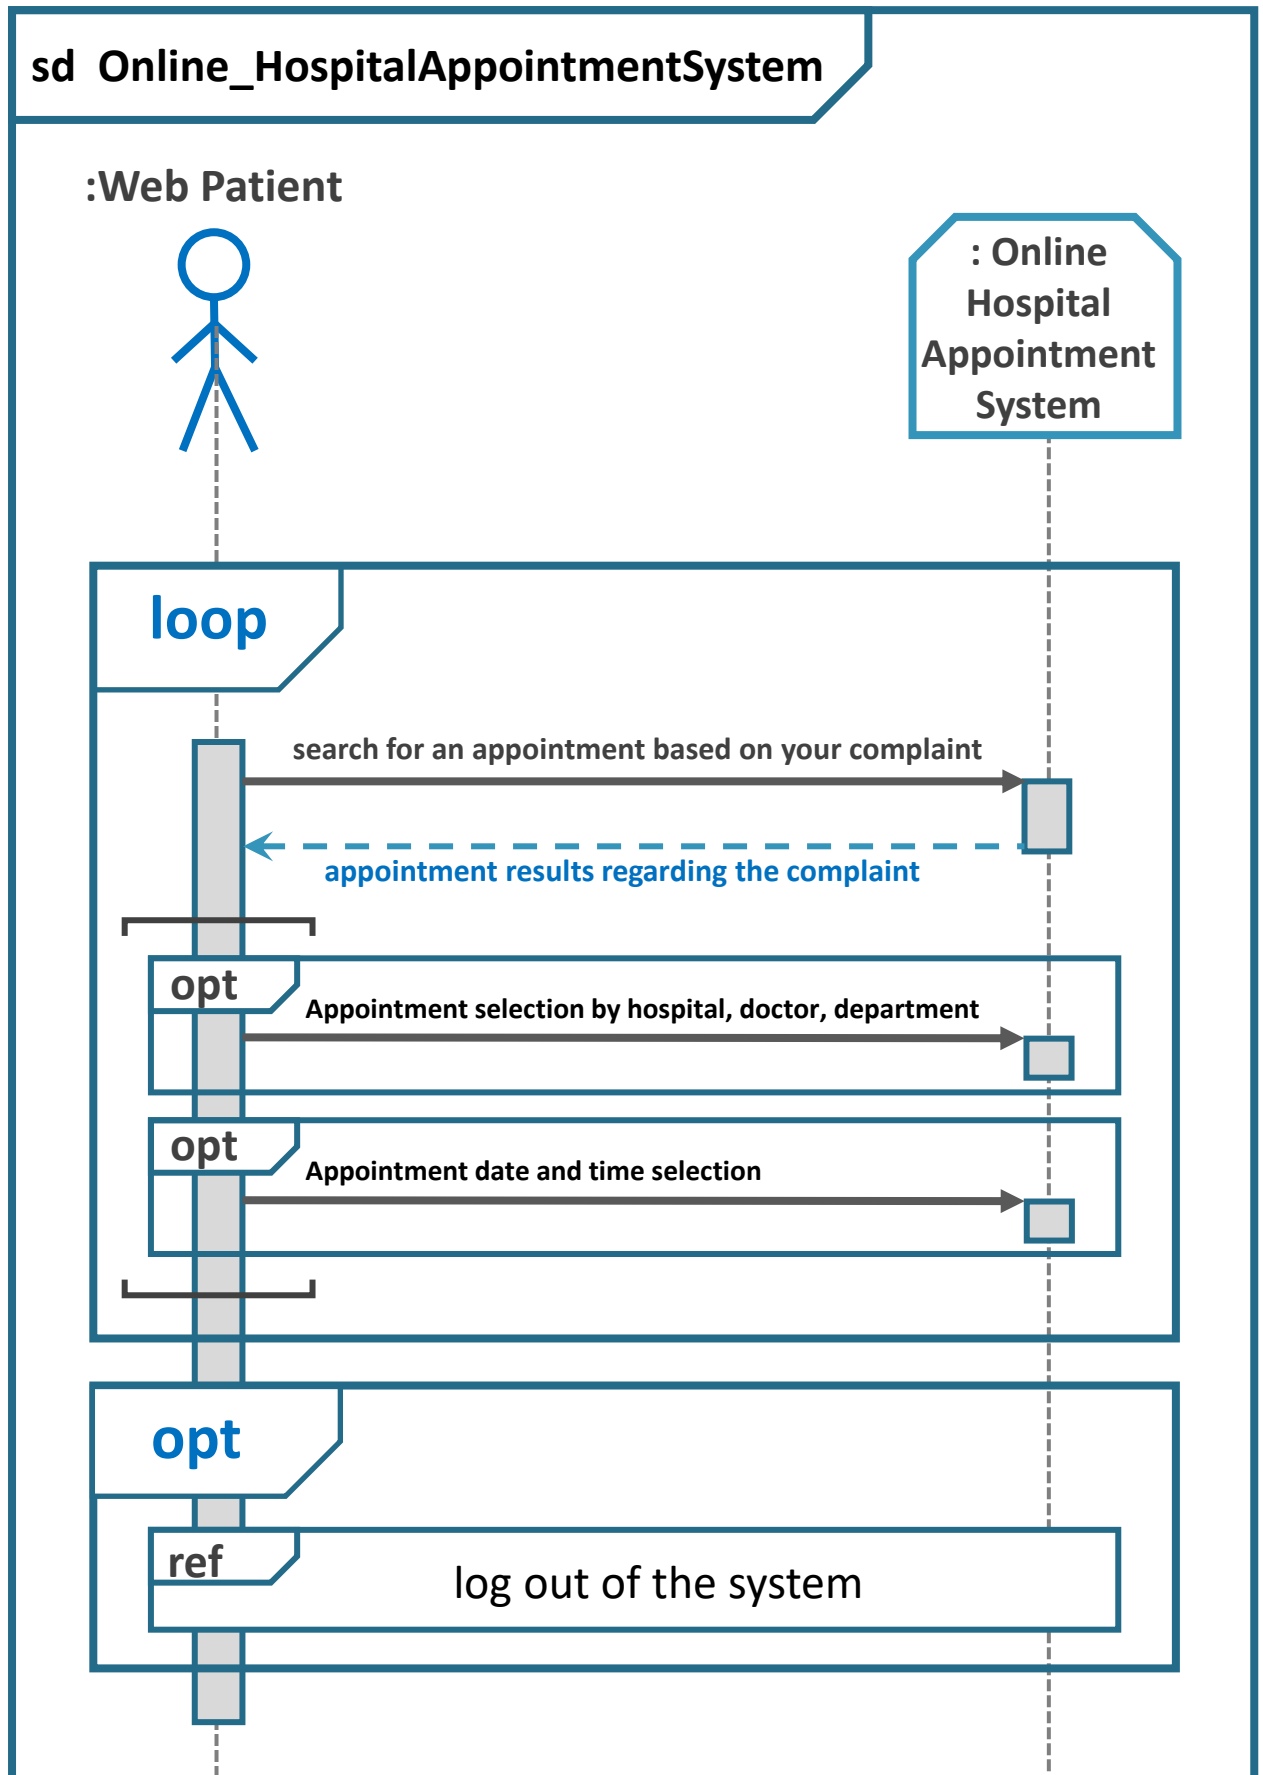 sd Online_HospitalAppointmentSystem
:Web Patient
: Online
Hospital
Appointment
System
loop
search for an appointment based on your complaint
appointment results regarding the complaint
opt
Appointment selection by hospital, doctor, department
opt
Appointment date and time selection
opt
ref
log out of the system